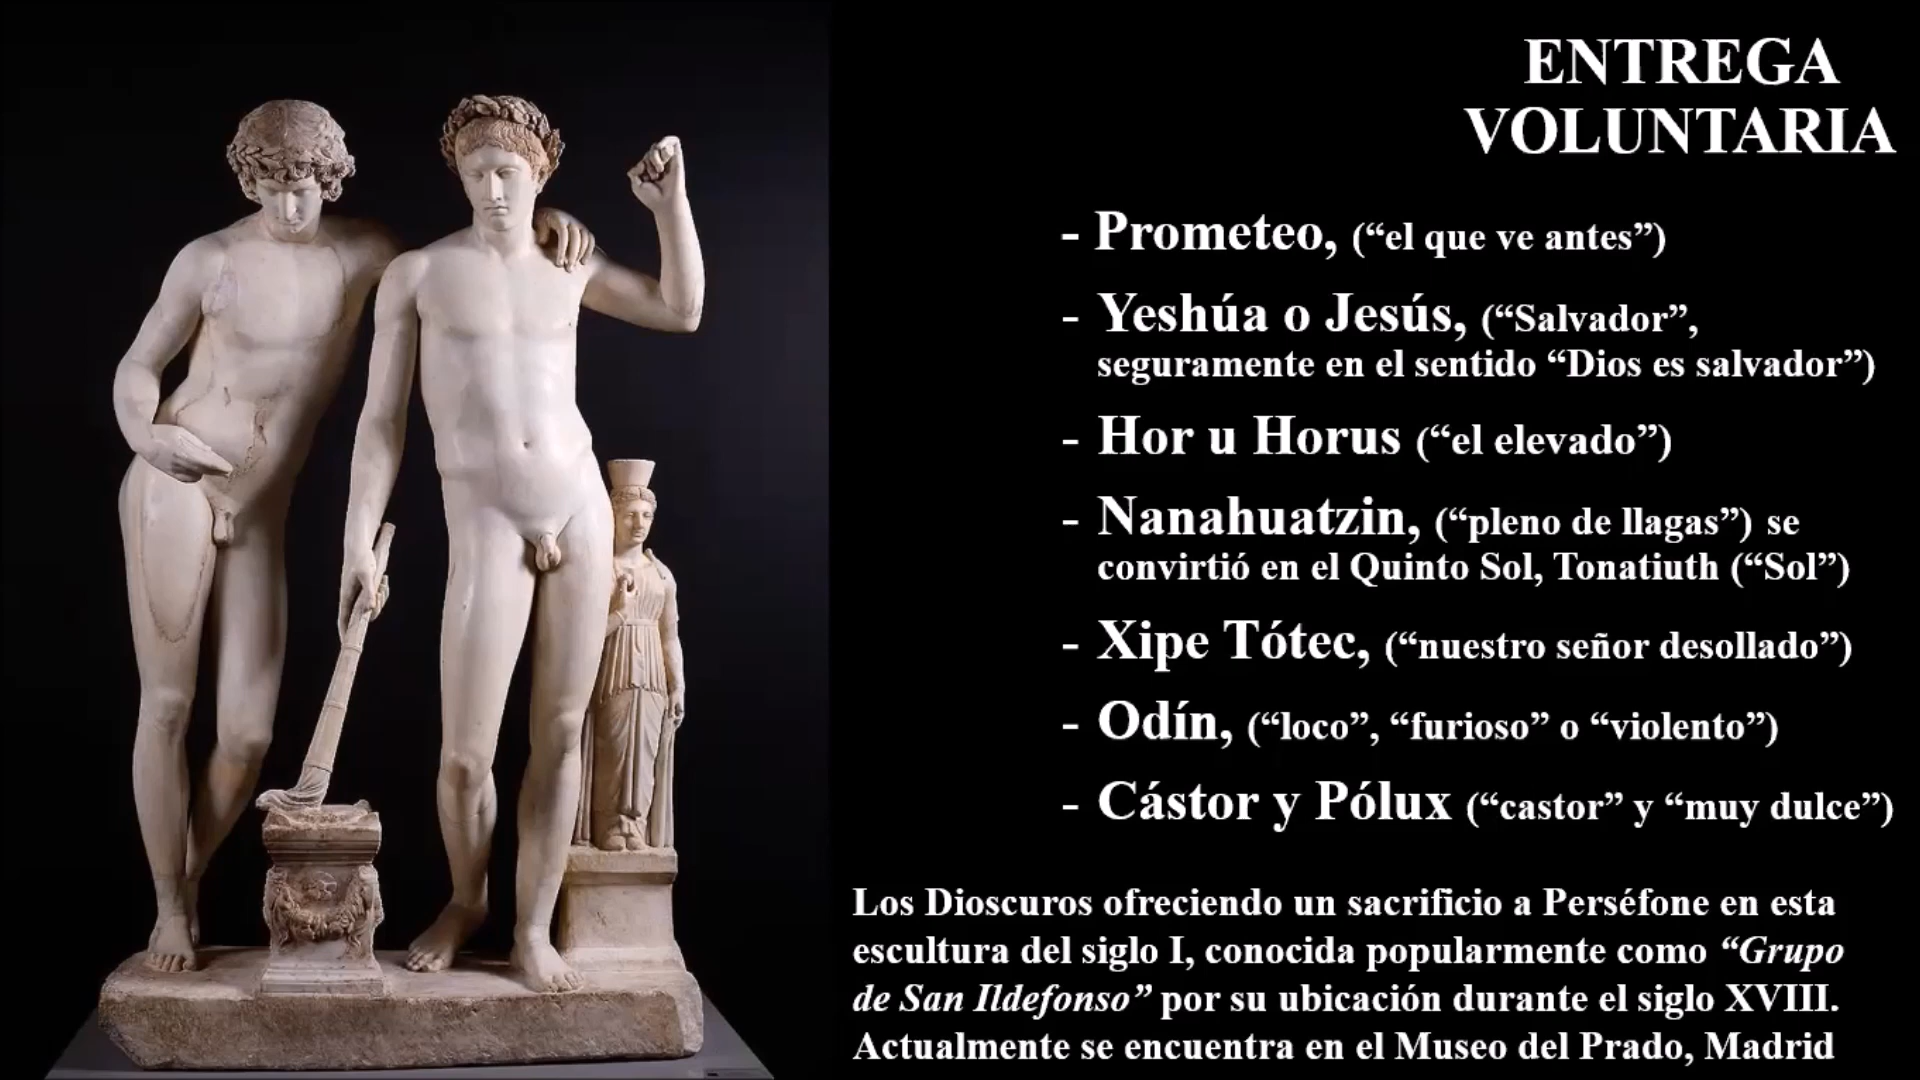 ENTREGA
VOLUNTARIA
- Prometeo, (“el que ve antes”)
- Yeshúa o Jesús, (“Salvador”,
seguramente en el sentido “Dios es salvador”)
- Hor u Horus (“el elevado”)
- Nanahuatzin, (“pleno de llagas”) se
convirtió en el Quinto Sol, Tonatiuth (“Sol”)
- Xipe Tótec, (“nuestro señor desollado”)
- Odín, (“loco”, “furioso” o “violento”)
- Cástor y Pólux (“castor” y “muy dulce”)
Los Dioscuros ofreciendo un sacrificio a Perséfone en esta
escultura del siglo I, conocida popularmente como “Grupo
de San Ildefonso” por su ubicación durante el siglo XVIII.
Actualmente se encuentra en el Museo del Prado, Madrid